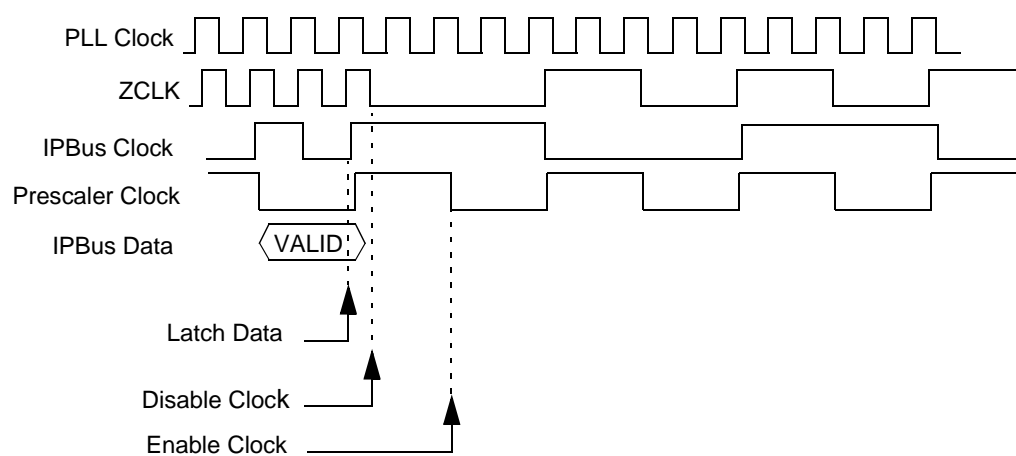 PLL Clock
ZCLK
IPBus Clock
Prescaler Clock
IPBus Data
VALID
Latch Data
Disable Clock
Enable Clock